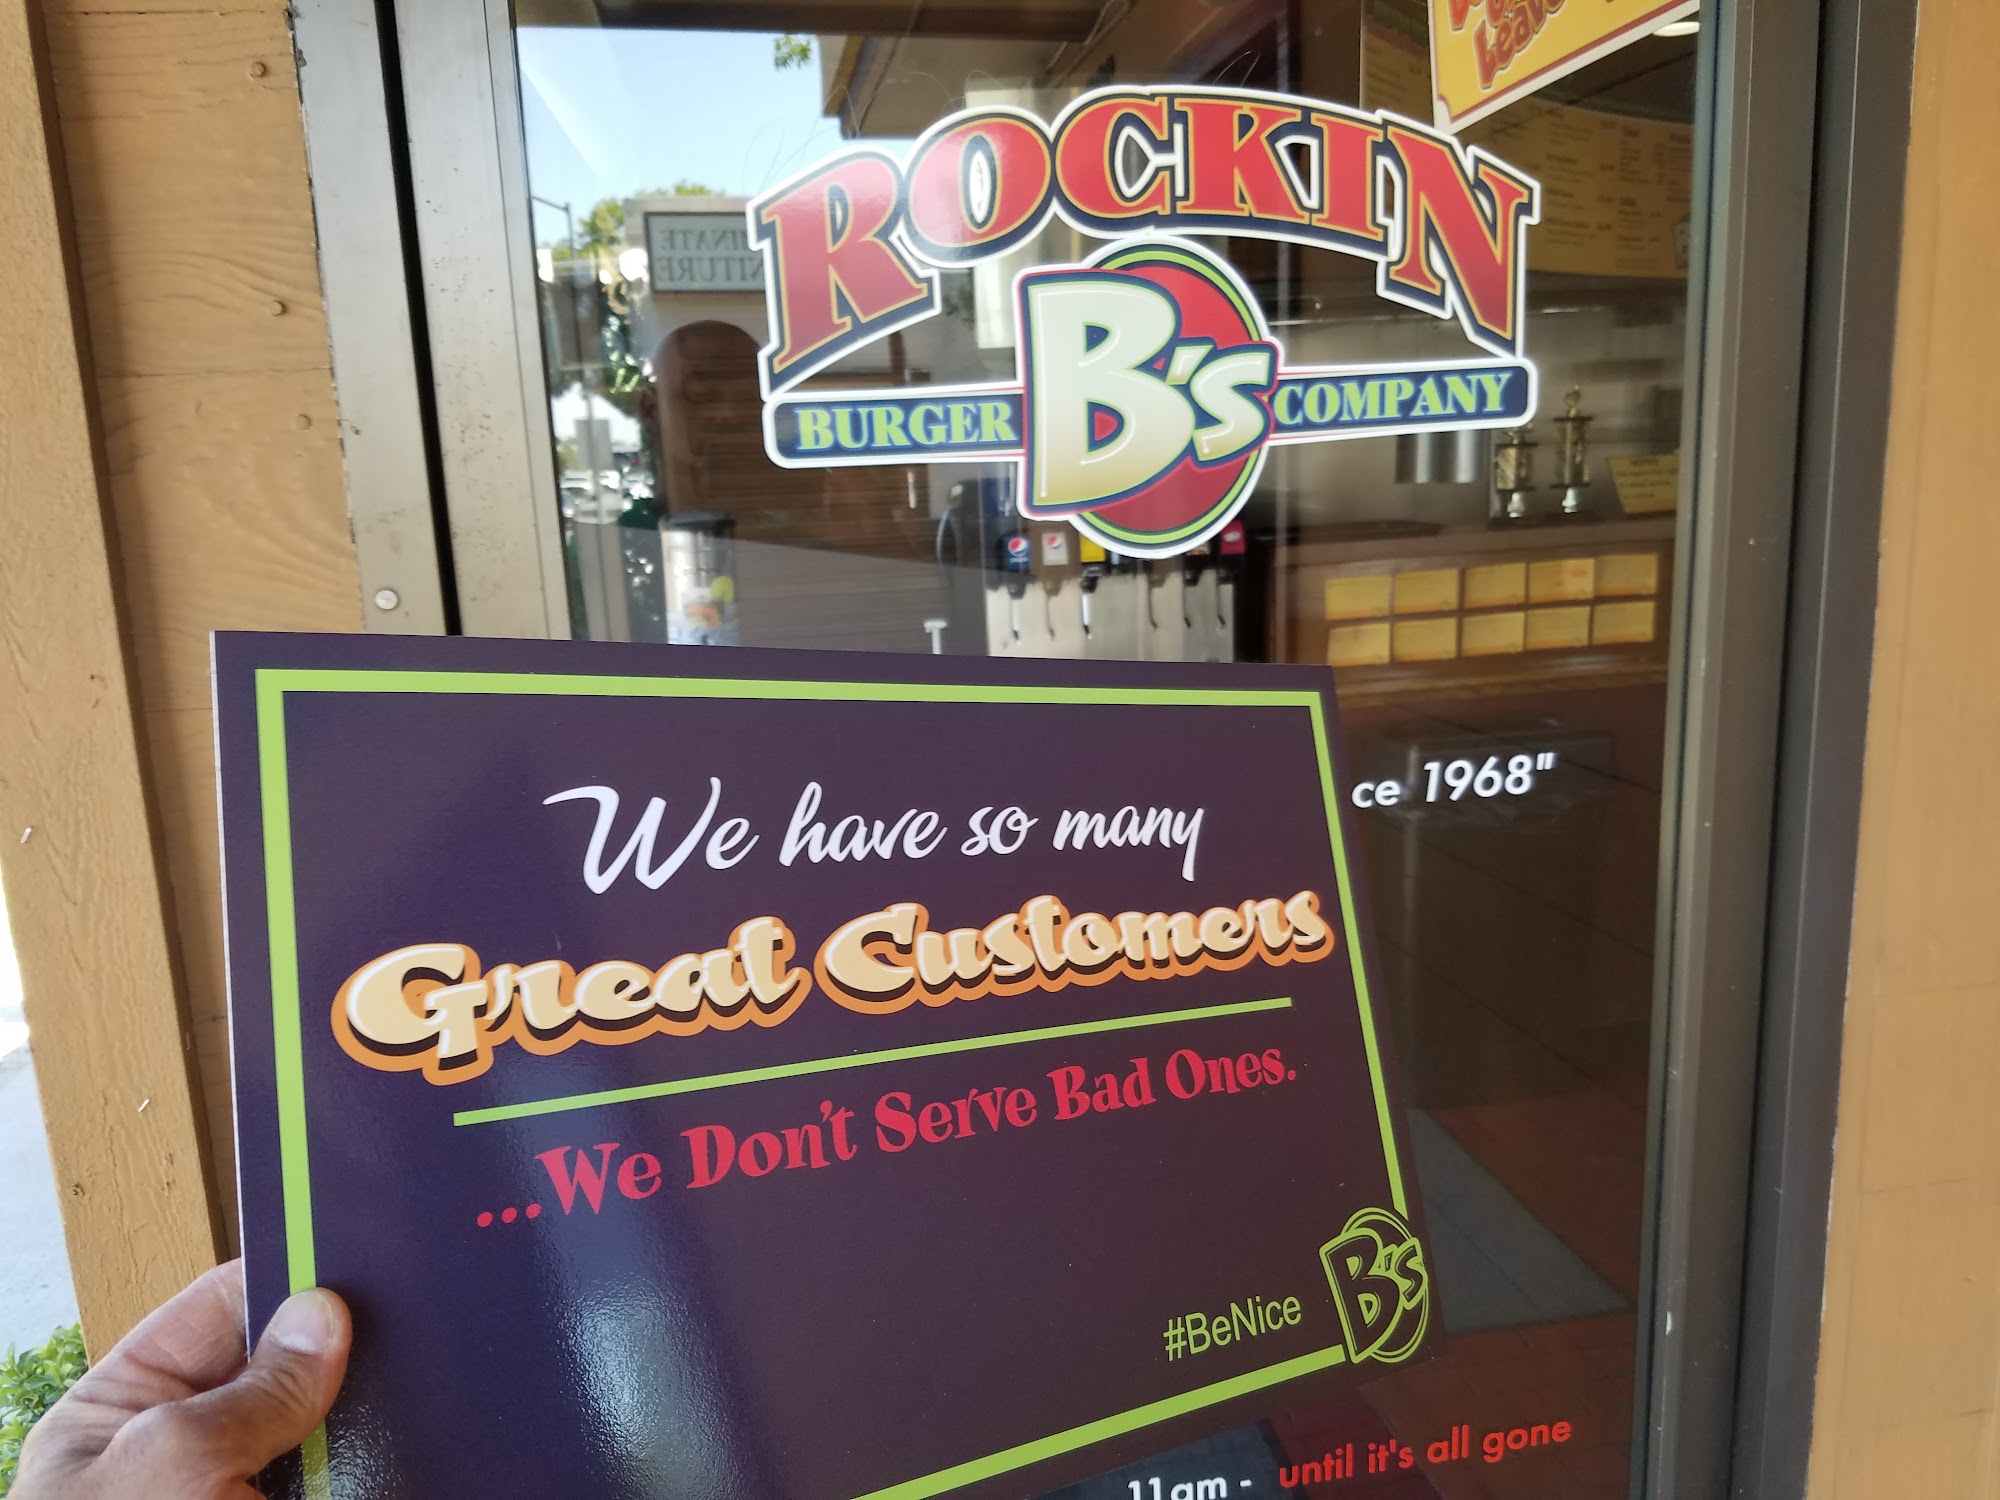 ROCKIN
BURGER B's COMPANY
ce 1968"
We have so many
Great Customers
...We Don't Serve Bad Ones.
#BeNice B's
11am - until it's all gone